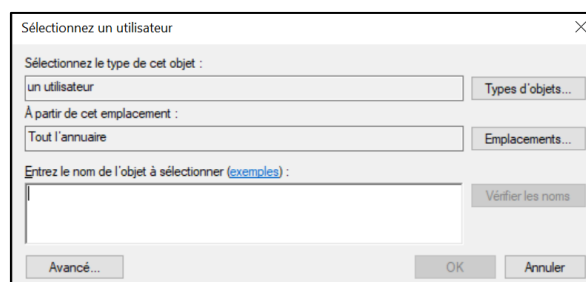 Sélectionnez un utilisateur
Sélectionnez le type de cet objet :
un utilisateur
Types d'objets...
À partir de cet emplacement :
Tout l'annuaire
Emplacements...
Entrez le nom de l'objet à sélectionner (exemples) :
Vérifier les noms
Avancé...
OK
Annuler